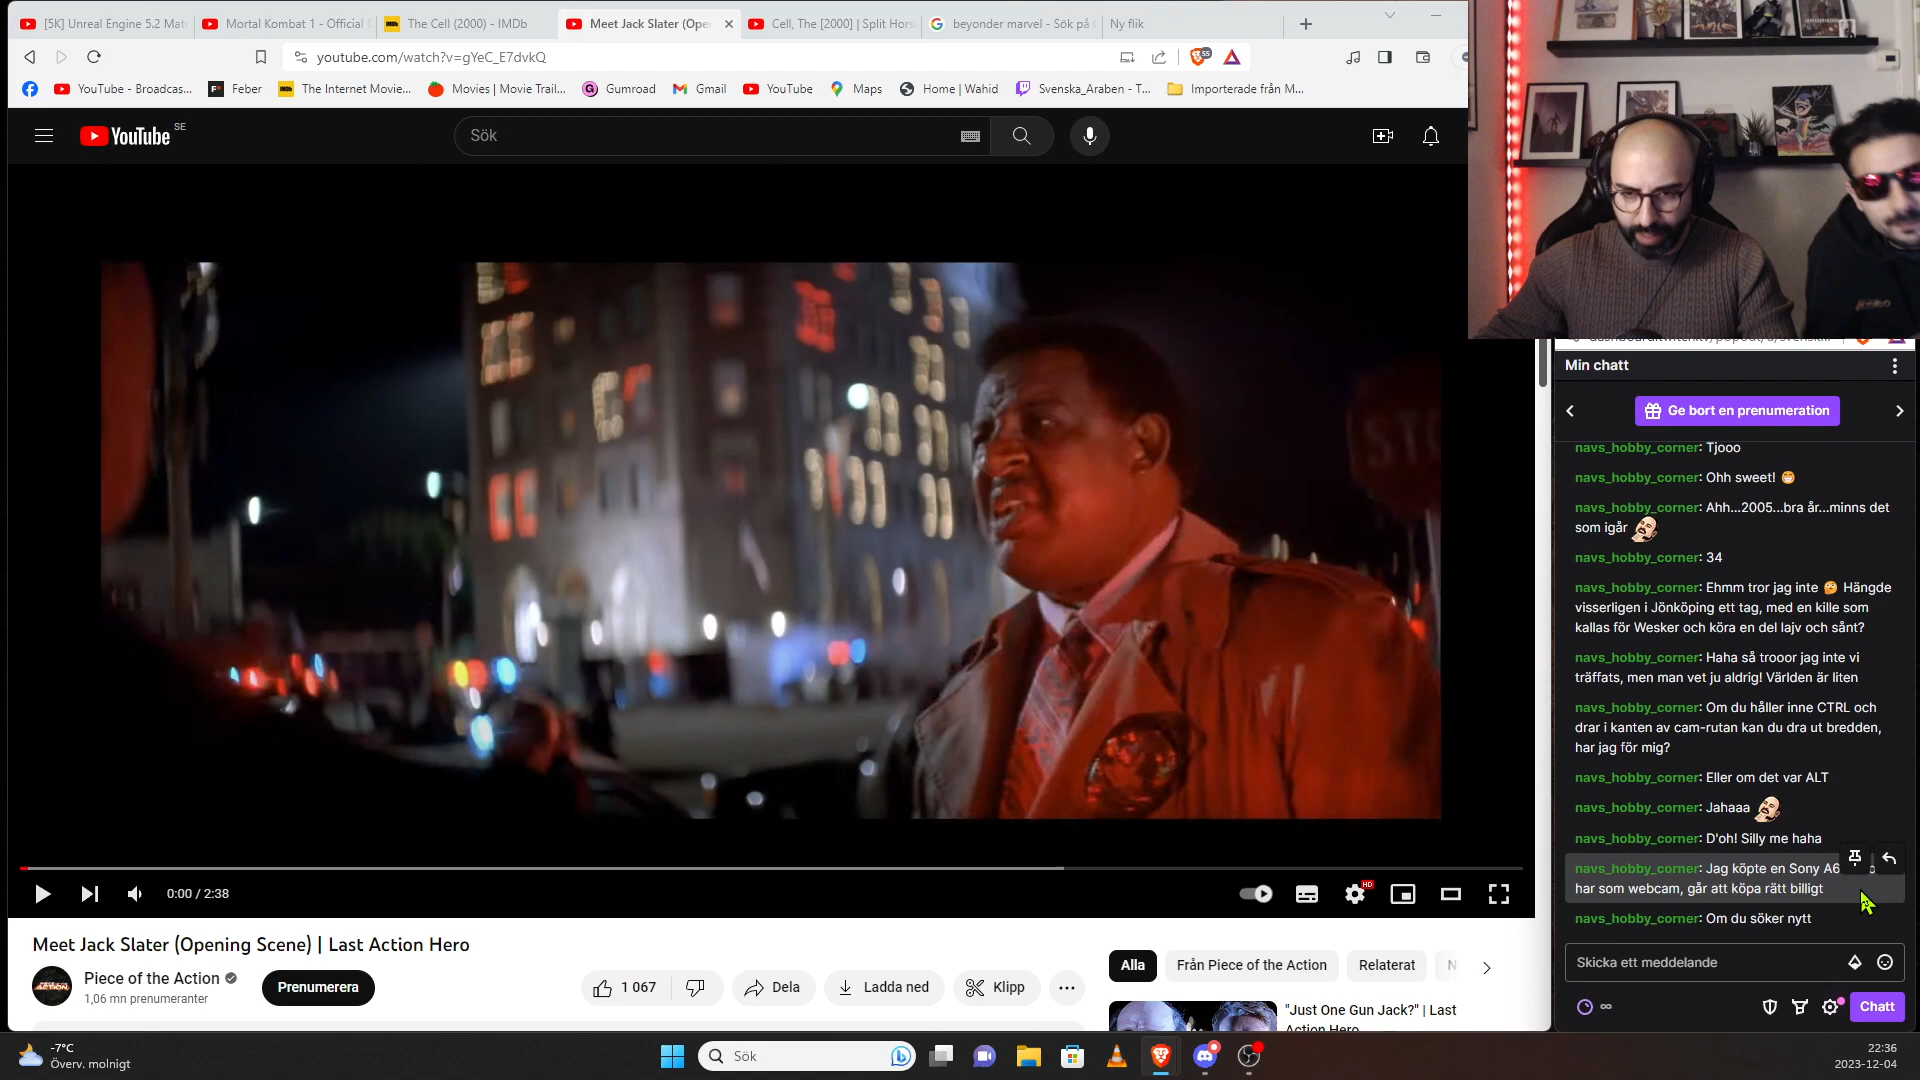 [5K] Unreal Engine 5.2 Mat
Mortal Kombat 1 - Official
The Cell (2000) - IMDb
Meet Jack Slater (Ope
Cell, The [2000] | Split Hors
beyonder marvel - Sök på
Ny flik
youtube.com/watch?v=gYeC_E7dvkQ
55
YouTube - Broadcas...
Feber
The Internet Movie...
Movies | Movie Trail...
Gumroad
Gmail
YouTube
Maps
Home | Wahid
Svenska_Araben - T...
Importerade från M...
YouTube SE
Sök
STO
0:00 / 2:38
HD
Meet Jack Slater (Opening Scene) | Last Action Hero
Piece of the Action
1,06 mn prenumeranter
Prenumerera
1 067
Dela
Ladda ned
Klipp
Alla
Från Piece of the Action
Relaterat
"Just One Gun Jack?" | Last
Action Hero
Min chatt
Ge bort en prenumeration
navs_hobby_corner: Tjooo
navs_hobby_corner: Ohh sweet! 😁
navs_hobby_corner: Ahh...2005...bra år...minns det
som igår
navs_hobby_corner: 34
navs_hobby_corner: Ehmm tror jag inte 🤔 Hängde
visserligen i Jönköping ett tag, med en kille som
kallas för Wesker och köra en del lajv och sånt?
navs_hobby_corner: Haha så trooor jag inte vi
träffats, men man vet ju aldrig! Världen är liten
navs_hobby_corner: Om du håller inne CTRL och
drar i kanten av cam-rutan kan du dra ut bredden,
har jag för mig?
navs_hobby_corner: Eller om det var ALT
navs_hobby_corner: Jahaaa
navs_hobby_corner: D'oh! Silly me haha
navs_hobby_corner: Jag köpte en Sony A6
har som webcam, går att köpa rätt billigt
navs_hobby_corner: Om du söker nytt
Skicka ett meddelande
Chatt
-7°C
Överv. molnigt
Sök
22:36
2023-12-04